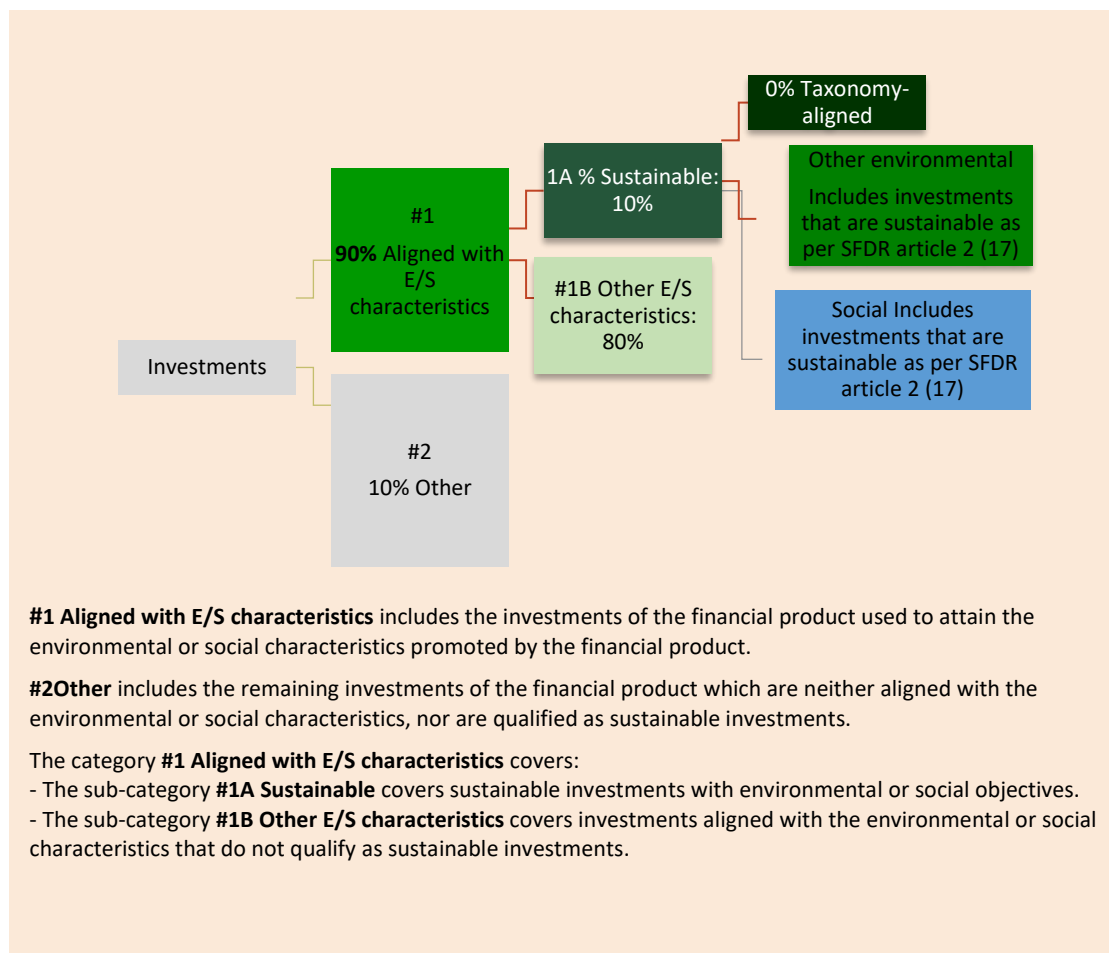 0% Taxonomy-
aligned
Other environmental
Includes investments
that are sustainable as
per SFDR article 2 (17)
1A % Sustainable:
10%
#1
90% Aligned with
E/S
characteristics
#1B Other E/S
characteristics:
80%
Social Includes
investments that are
sustainable as per SFDR
article 2 (17)
Investments
#2
10% Other
#1 Aligned with E/S characteristics includes the investments of the financial product used to attain the
environmental or social characteristics promoted by the financial product.
#2Other includes the remaining investments of the financial product which are neither aligned with the
environmental or social characteristics, nor are qualified as sustainable investments.
The category #1 Aligned with E/S characteristics covers:
- The sub-category #1A Sustainable covers sustainable investments with environmental or social objectives.
- The sub-category #1B Other E/S characteristics covers investments aligned with the environmental or social
characteristics that do not qualify as sustainable investments.